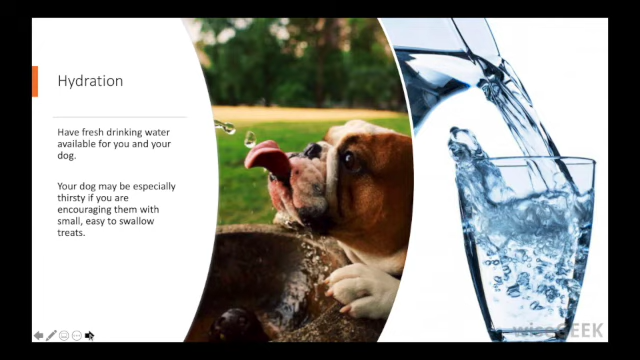 Hydration
Have fresh drinking water
available for you and your
dog.
Your dog may be especially
thirsty if you are
encouraging them with
small, easy to swallow
treats.
wiseGEEK